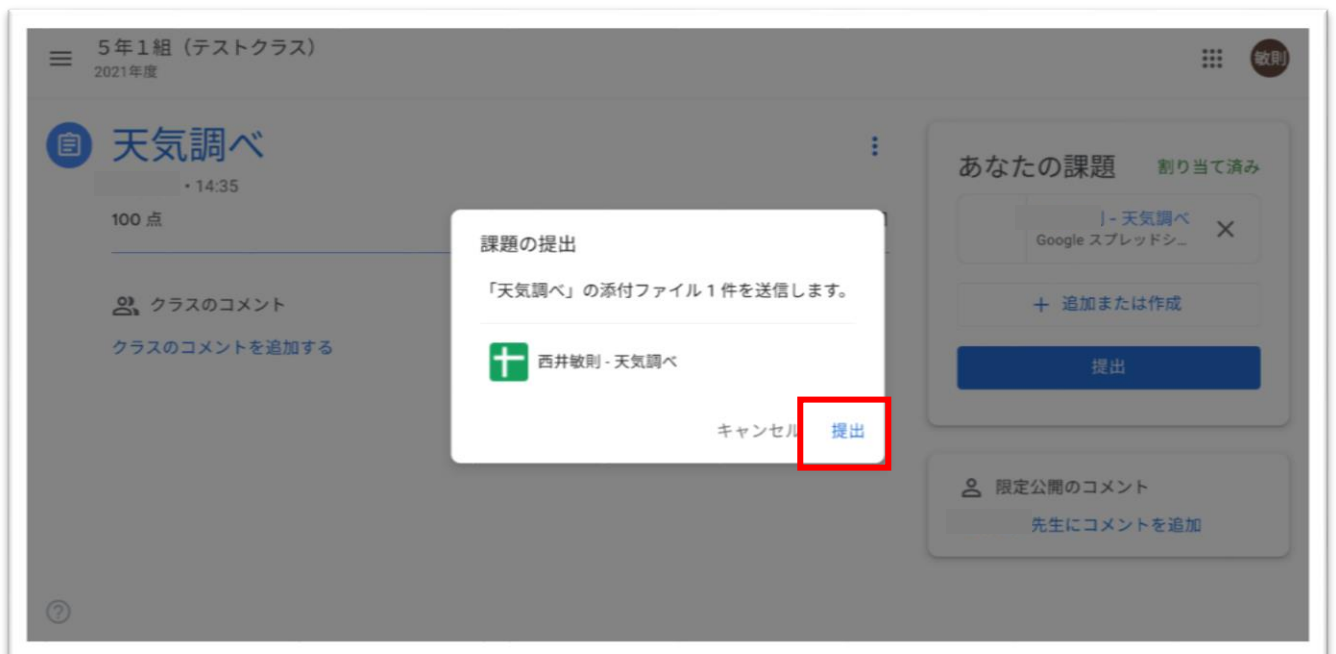 ５年１組（テストクラス）
2021年度
敏則
天気調べ
・14:35
100 点
クラスのコメント
クラスのコメントを追加する
課題の提出
「天気調べ」の添付ファイル 1 件を送信します。
西井敏則 - 天気調べ
キャンセル
提出
あなたの課題 割り当て済み
- 天気調べ
Google スプレッドシ...
＋ 追加または作成
提出
限定公開のコメント
先生にコメントを追加